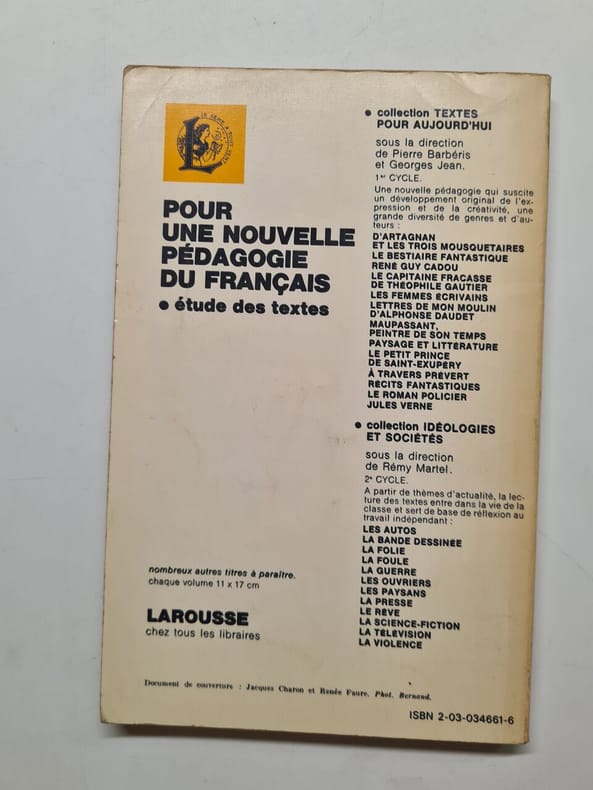 JE SÈME À TOUT VENT
POUR
UNE NOUVELLE
PÉDAGOGIE
DU FRANÇAIS
• étude des textes
nombreux autres titres à paraître.
chaque volume 11 x 17 cm
LAROUSSE
chez tous les libraires
• collection TEXTES
POUR AUJOURD'HUI
sous la direction
de Pierre Barbéris
et Georges Jean.
1er CYCLE.
Une nouvelle pédagogie qui suscite
un développement original de l'ex-
pression et de la créativité, une
grande diversité de genres et d'au-
teurs :
D'ARTAGNAN
ET LES TROIS MOUSQUETAIRES
LE BESTIAIRE FANTASTIQUE
RENÉ GUY CADOU
LE CAPITAINE FRACASSE
DE THÉOPHILE GAUTIER
LES FEMMES ÉCRIVAINS
LETTRES DE MON MOULIN
D'ALPHONSE DAUDET
MAUPASSANT,
PEINTRE DE SON TEMPS
PAYSAGE ET LITTÉRATURE
LE PETIT PRINCE
DE SAINT-EXUPÉRY
À TRAVERS PRÉVERT
RÉCITS FANTASTIQUES
LE ROMAN POLICIER
JULES VERNE
• collection IDÉOLOGIES
ET SOCIÉTÉS
sous la direction
de Rémy Martel.
2e CYCLE.
A partir de thèmes d'actualité, la lec-
ture des textes entre dans la vie de la
classe et sert de base de réflexion au
travail indépendant :
LES AUTOS
LA BANDE DESSINÉE
LA FOLIE
LA FOULE
LA GUERRE
LES OUVRIERS
LES PAYSANS
LA PRESSE
LE RÊVE
LA SCIENCE-FICTION
LA TÉLÉVISION
LA VIOLENCE
Document de couverture : Jacques Charon et Renée Faure. Phot. Bernand.
ISBN 2-03-034661-6